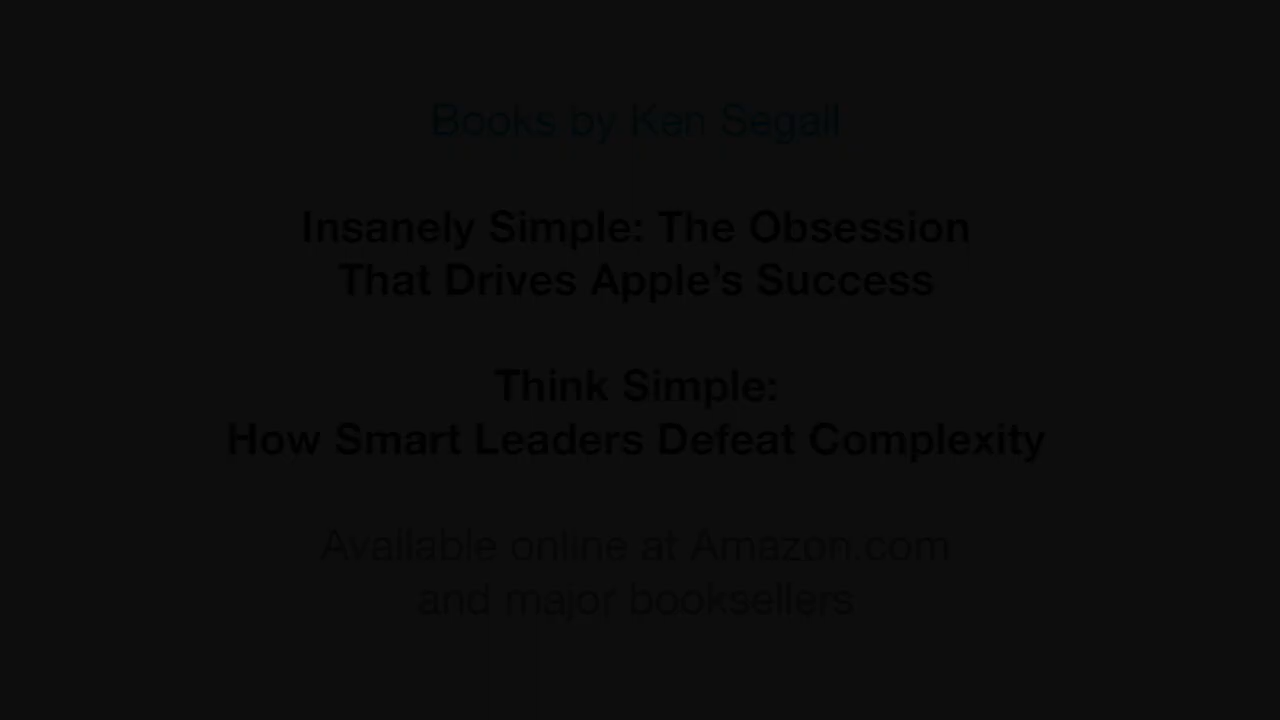 Books by Ken Segall
Insanely Simple: The Obsession
That Drives Apple’s Success
Think Simple:
How Smart Leaders Defeat Complexity
Available online at Amazon.com
and major booksellers